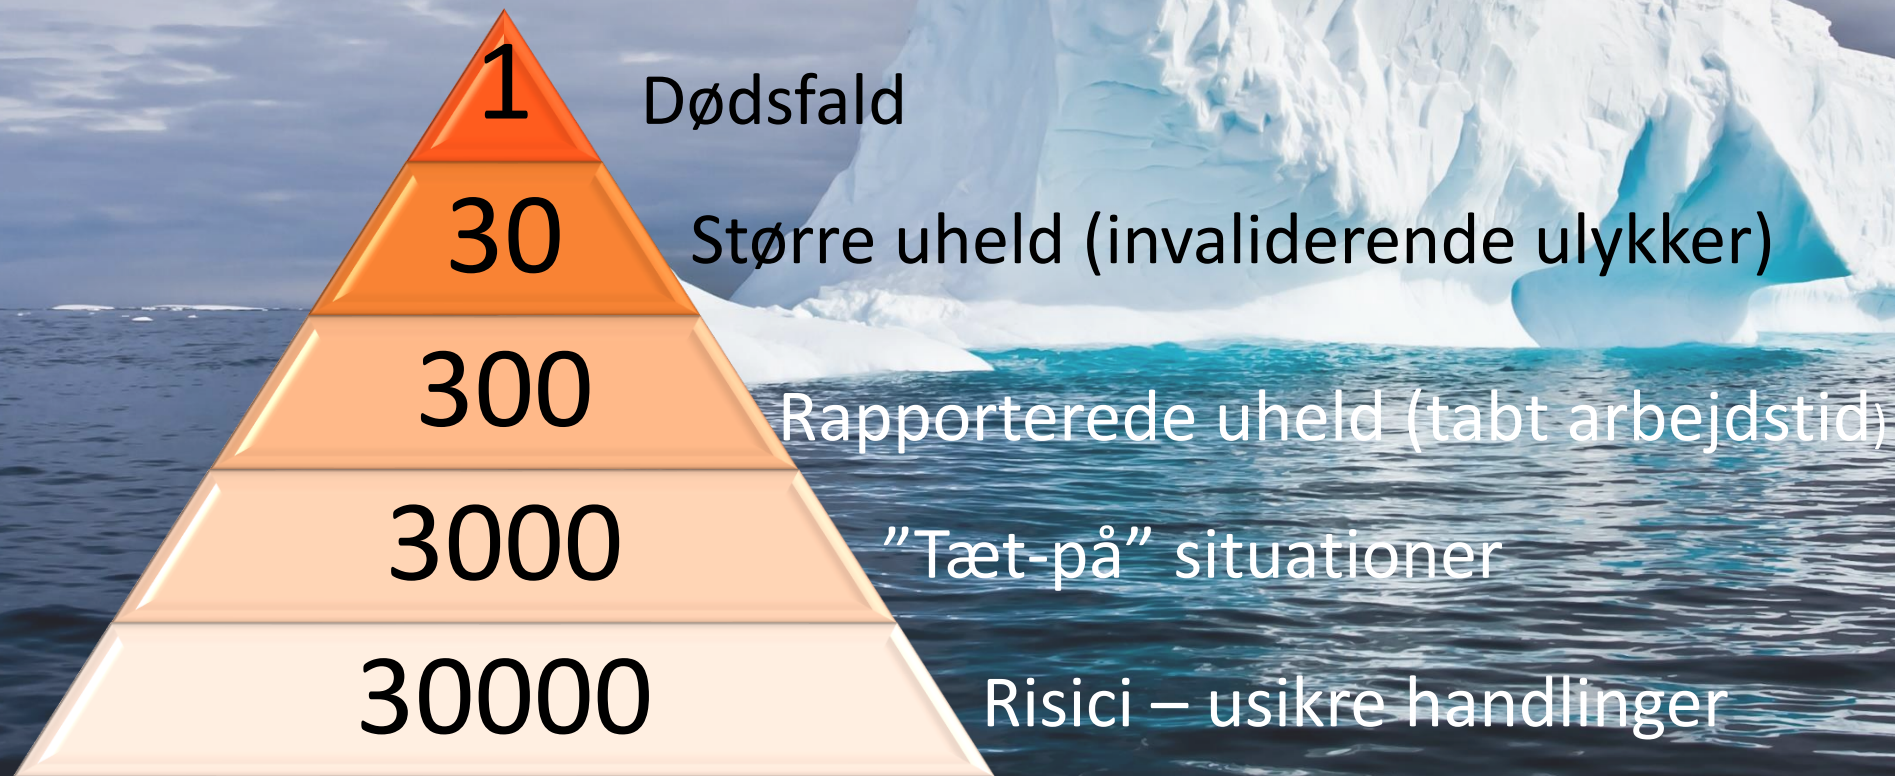 1 Dødsfald
30 Større uheld (invaliderende ulykker)
300 Rapporterede uheld (tabt arbejdstid)
3000 ”Tæt-på” situationer
30000 Risici – usikre handlinger